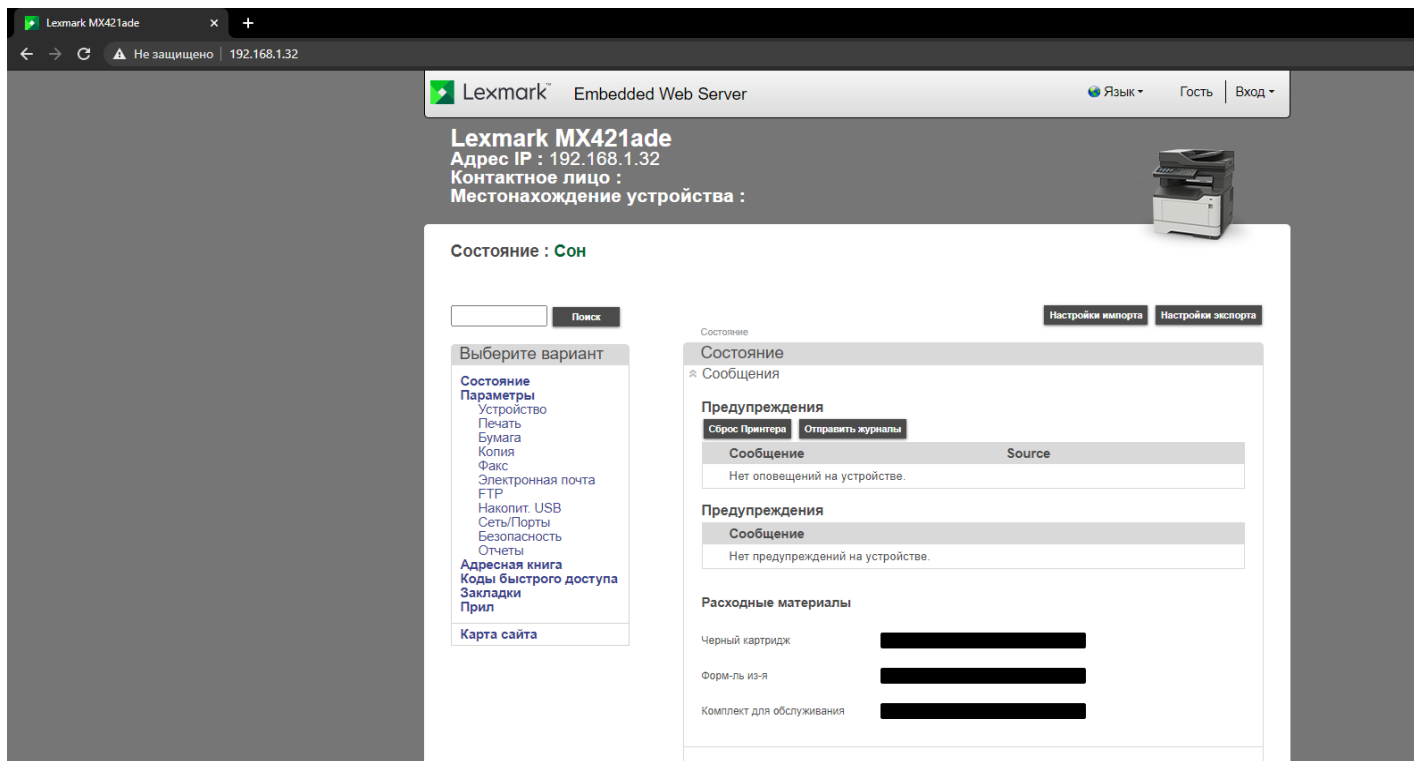 Lexmark MX421ade
Не защищено 192.168.1.32
Lexmark™ Embedded Web Server
Язык Гость Вход
Lexmark MX421ade
Адрес IP : 192.168.1.32
Контактное лицо :
Местонахождение устройства :
Состояние : Сон
Поиск
Настройки импорта Настройки экспорта
Выберите вариант
Состояние
Параметры
Устройство
Печать
Бумага
Копия
Факс
Электронная почта
FTP
Накопит. USB
Сеть/Порты
Безопасность
Отчеты
Адресная книга
Коды быстрого доступа
Закладки
Прил
Карта сайта
Состояние
Состояние
Сообщения
Предупреждения
Сброс Принтера Отправить журналы
Сообщение Source
Нет оповещений на устройстве.
Предупреждения
Сообщение
Нет предупреждений на устройстве.
Расходные материалы
Черный картридж
Форм-ль из-я
Комплект для обслуживания